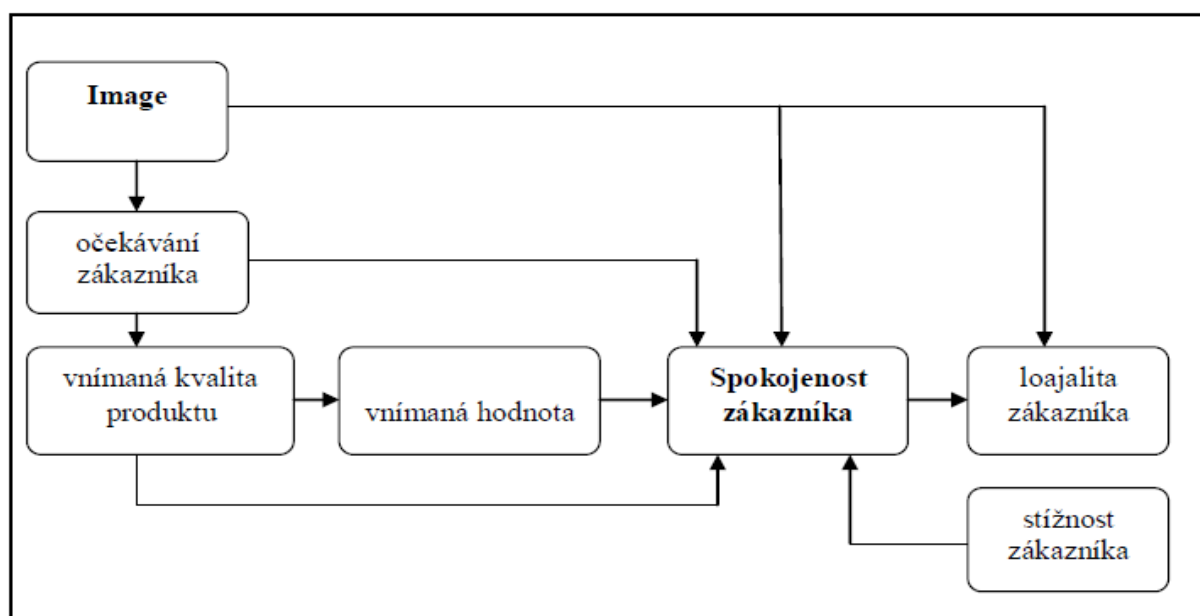 Image
očekávání
zákazníka
vnímaná kvalita
produktu
vnímaná hodnota
Spokojenost
zákazníka
loajalita
zákazníka
stížnost
zákazníka